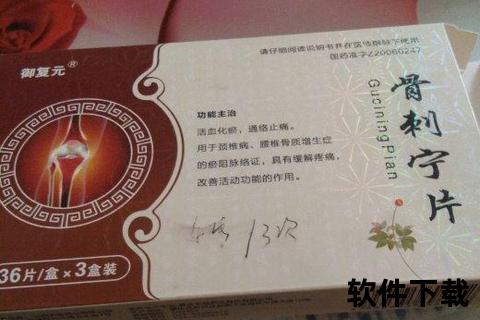 御复元®
请仔细阅读说明书并在医师指导下使用
国药准字Z20060247
骨刺宁片
Gucining Pian
功能主治
活血化瘀，通络止痛。
用于颈椎病、腰椎骨质增生症
的瘀阻脉络证，具有缓解疼痛，
改善活动功能的作用。
36片/盒×3盒装
软件下载